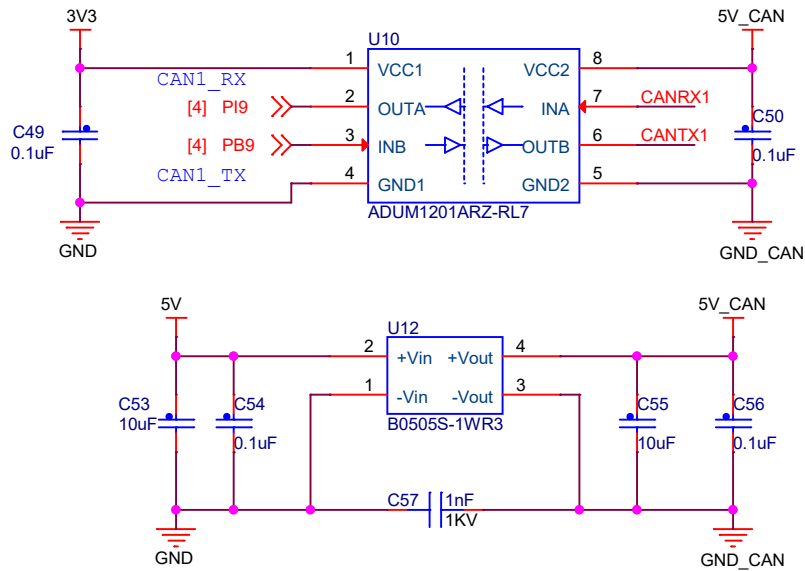 3V3
5V_CAN
U10
1
VCC1
VCC2
8
CAN1_RX
[4] PI9
2
OUTA
INA
7
CANRX1
C49
0.1uF
[4] PB9
3
INB
OUTB
6
CANTX1
C50
0.1uF
CAN1_TX
4
GND1
GND2
5
ADUM1201ARZ-RL7
GND
GND_CAN
5V
5V_CAN
U12
2
+Vin
+Vout
4
1
-Vin
-Vout
3
B0505S-1WR3
C53
10uF
C54
0.1uF
C55
10uF
C56
0.1uF
C57
1nF
1KV
GND
GND_CAN